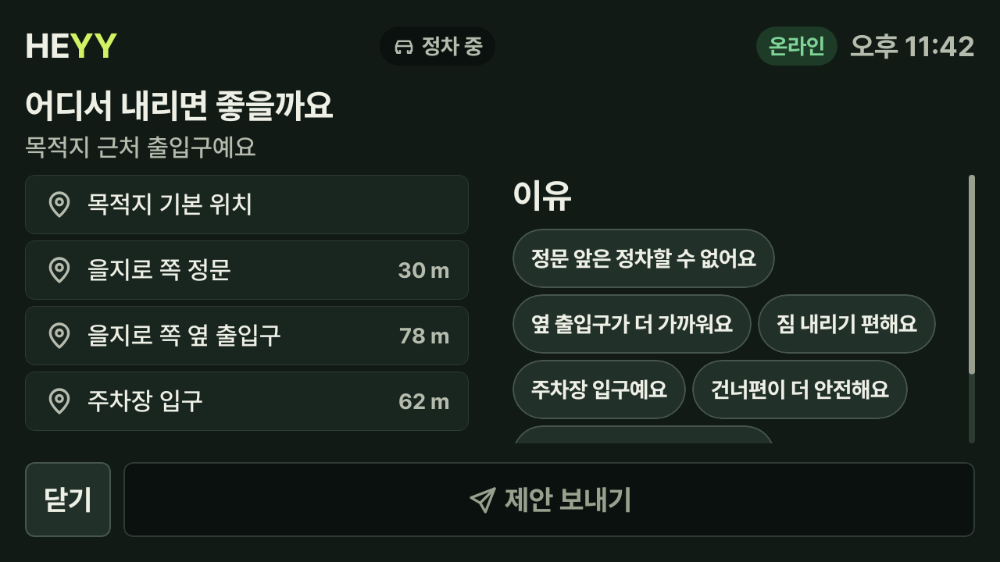 HEYY
정차 중
온라인
오후 11:42
어디서 내리면 좋을까요
목적지 근처 출입구예요
목적지 기본 위치
을지로 쪽 정문 30 m
을지로 쪽 옆 출입구 78 m
주차장 입구 62 m
이유
정문 앞은 정차할 수 없어요
옆 출입구가 더 가까워요
짐 내리기 편해요
주차장 입구예요
건너편이 더 안전해요
닫기
제안 보내기